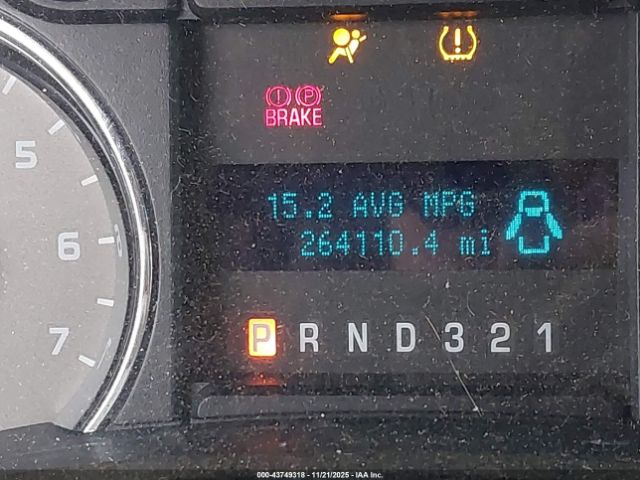 (!) (P)
BRAKE
5
6
7
15.2 AVG MPG
264110.4 mi
P R N D 3 2 1
000-43749318 - 11/21/2025 - IAA Inc.